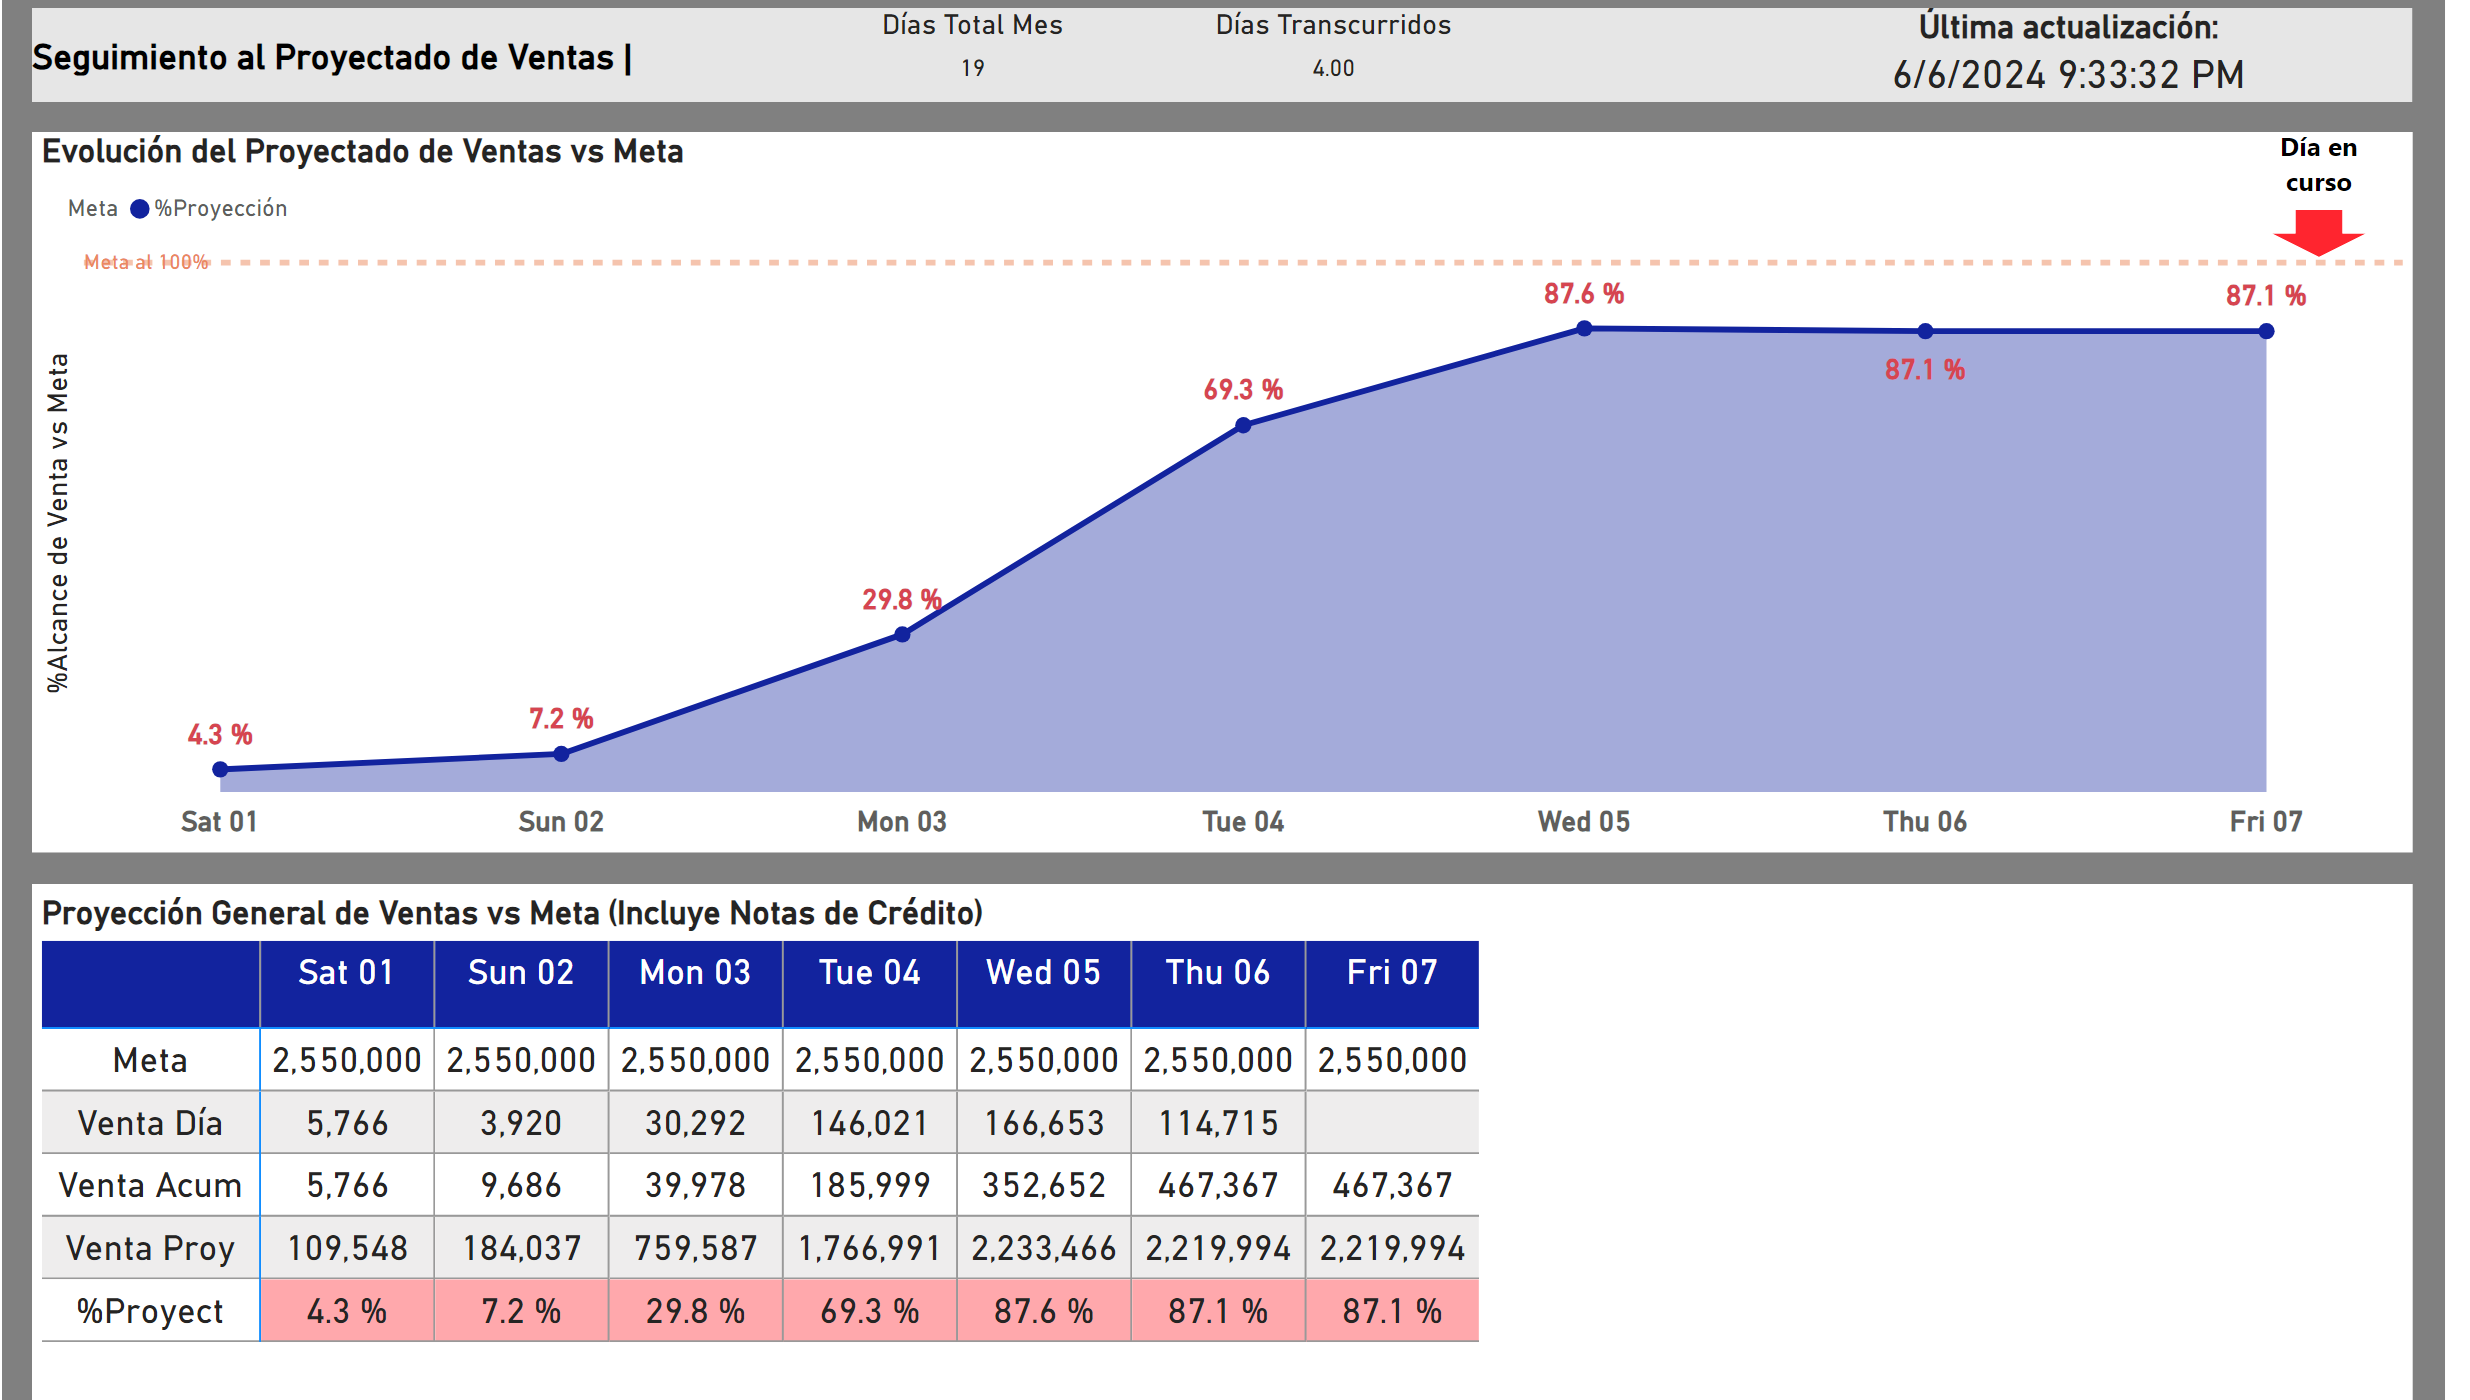 Seguimiento al Proyectado de Ventas |
Días Total Mes
19
Días Transcurridos
4.00
Última actualización:
6/6/2024 9:33:32 PM
Evolución del Proyectado de Ventas vs Meta
Día en
curso
Meta %Proyección
Meta al 100%
%Alcance de Venta vs Meta
4.3 %
7.2 %
29.8 %
69.3 %
87.6 %
87.1 %
87.1 %
Sat 01 Sun 02 Mon 03 Tue 04 Wed 05 Thu 06 Fri 07
Proyección General de Ventas vs Meta (Incluye Notas de Crédito)
Sat 01 Sun 02 Mon 03 Tue 04 Wed 05 Thu 06 Fri 07
Meta 2,550,000 2,550,000 2,550,000 2,550,000 2,550,000 2,550,000 2,550,000
Venta Día 5,766 3,920 30,292 146,021 166,653 114,715
Venta Acum 5,766 9,686 39,978 185,999 352,652 467,367 467,367
Venta Proy 109,548 184,037 759,587 1,766,991 2,233,466 2,219,994 2,219,994
%Proyect 4.3 % 7.2 % 29.8 % 69.3 % 87.6 % 87.1 % 87.1 %